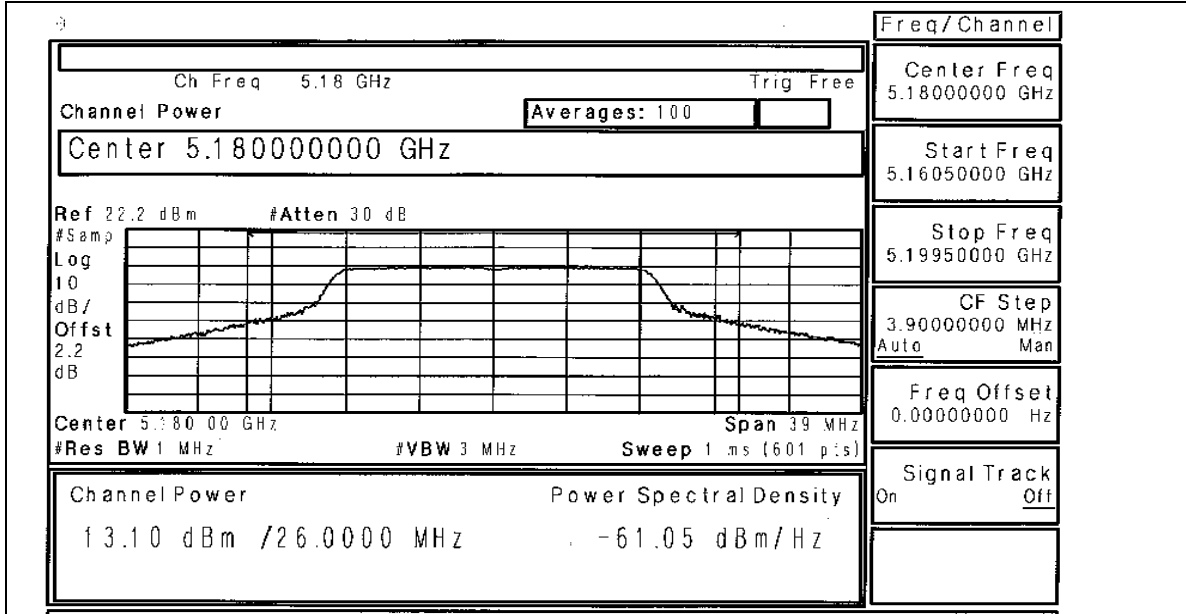 Freq/Channel
Ch Freq 5.18 GHz Trig Free
Channel Power Averages: 100
Center 5.180000000 GHz
Ref 22.2 dBm #Atten 30 dB
#Samp
Log
10
dB/
Offst
2.2
dB
Center 5.180 00 GHz Span 39 MHz
#Res BW 1 MHz #VBW 3 MHz Sweep 1 ms (601 pts)
Channel Power Power Spectral Density
13.10 dBm /26.0000 MHz -61.05 dBm/Hz
Center Freq
5.18000000 GHz
Start Freq
5.16050000 GHz
Stop Freq
5.19950000 GHz
CF Step
3.90000000 MHz
Auto Man
Freq Offset
0.00000000 Hz
Signal Track
On Off